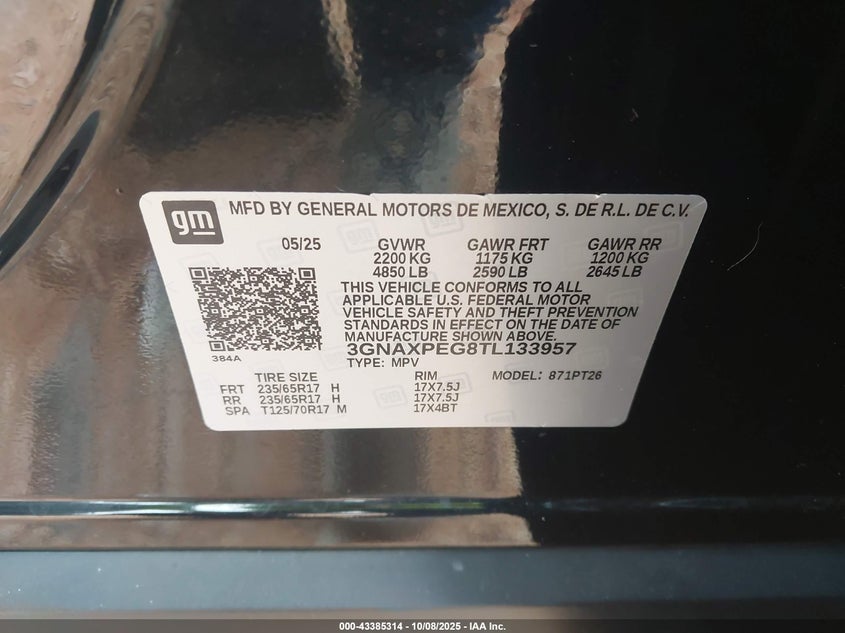 gm MFD BY GENERAL MOTORS DE MEXICO, S. DE R.L. DE C.V.
05/25 GVWR GAWR FRT GAWR RR
2200 KG 1175 KG 1200 KG
4850 LB 2590 LB 2645 LB
THIS VEHICLE CONFORMS TO ALL
APPLICABLE U.S. FEDERAL MOTOR
VEHICLE SAFETY AND THEFT PREVENTION
STANDARDS IN EFFECT ON THE DATE OF
MANUFACTURE SHOWN ABOVE.
384A 3GNAXPEG8TL133957
TYPE: MPV
TIRE SIZE RIM MODEL: 871PT26
FRT 235/65R17 H 17X7.5J
RR 235/65R17 H 17X7.5J
SPA T125/70R17 M 17X4BT
000-43385314 - 10/08/2025 - IAA Inc.